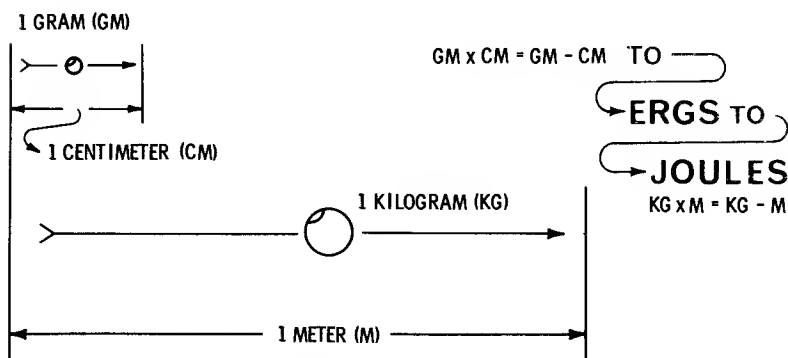 1 GRAM (GM)
GM x CM = GM - CM TO
ERGS TO
1 CENTIMETER (CM)
JOULES
1 KILOGRAM (KG)
KG x M = KG - M
1 METER (M)